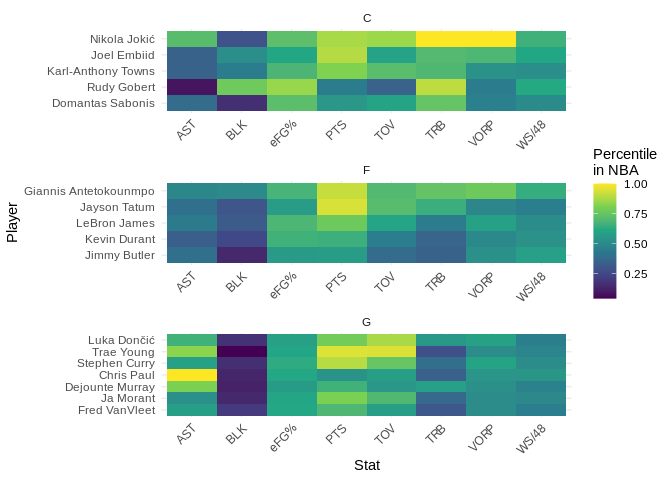 C
Nikola Jokić
Joel Embiid
Karl-Anthony Towns
Rudy Gobert
Domantas Sabonis
AST BLK eFG% PTS TOV TRB VORP WS/48
F
Giannis Antetokounmpo
Jayson Tatum
LeBron James
Kevin Durant
Jimmy Butler
AST BLK eFG% PTS TOV TRB VORP WS/48
G
Luka Dončić
Trae Young
Stephen Curry
Chris Paul
Dejounte Murray
Ja Morant
Fred VanVleet
AST BLK eFG% PTS TOV TRB VORP WS/48
Stat
Player
Percentile
in NBA
1.00
0.75
0.50
0.25